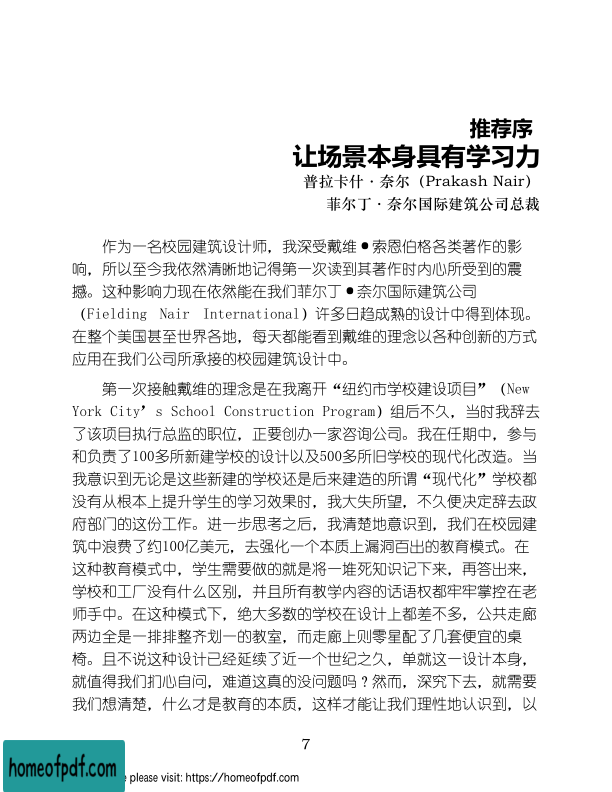 推荐序
让场景本身具有学习力
普拉卡什·奈尔（Prakash Nair）
菲尔丁·奈尔国际建筑公司总裁
作为一名校园建筑设计师，我深受戴维●索恩伯格各类著作的影
响，所以至今我依然清晰地记得第一次读到其著作时内心所受到的震
撼。这种影响力现在依然能在我们菲尔丁●奈尔国际建筑公司
（Fielding Nair International）许多日趋成熟的设计中得到体现。
在整个美国甚至世界各地，每天都能看到戴维的理念以各种创新的方式
应用在我们公司所承接的校园建筑设计中。
第一次接触戴维的理念是在我离开“纽约市学校建设项目”（New
York City’s School Construction Program）组后不久，当时我辞去
了该项目执行总监的职位，正要创办一家咨询公司。我在任期中，参与
和负责了100多所新建学校的设计以及500多所旧学校的现代化改造。当
我意识到无论是这些新建的学校还是后来建造的所谓“现代化”学校都
没有从根本上提升学生的学习效果时，我大失所望，不久便决定辞去政
府部门的这份工作。进一步思考之后，我清楚地意识到，我们在校园建
筑中浪费了约100亿美元，去强化一个本质上漏洞百出的教育模式。在
这种教育模式中，学生需要做的就是将一堆死知识记下来，再答出来，
学校和工厂没有什么区别，并且所有教学内容的话语权都牢牢掌控在老
师手中。在这种模式下，绝大多数的学校在设计上都差不多，公共走廊
两边全是一排排整齐划一的教室，而走廊上则零星配了几套便宜的桌
椅。且不说这种设计已经延续了近一个世纪之久，单就这一设计本身，
就值得我们扪心自问，难道这真的没问题吗？然而，深究下去，就需要
我们想清楚，什么才是教育的本质，这样才能让我们理性地认识到，以
7
homeofpdf.com
e please visit: https://homeofpdf.com